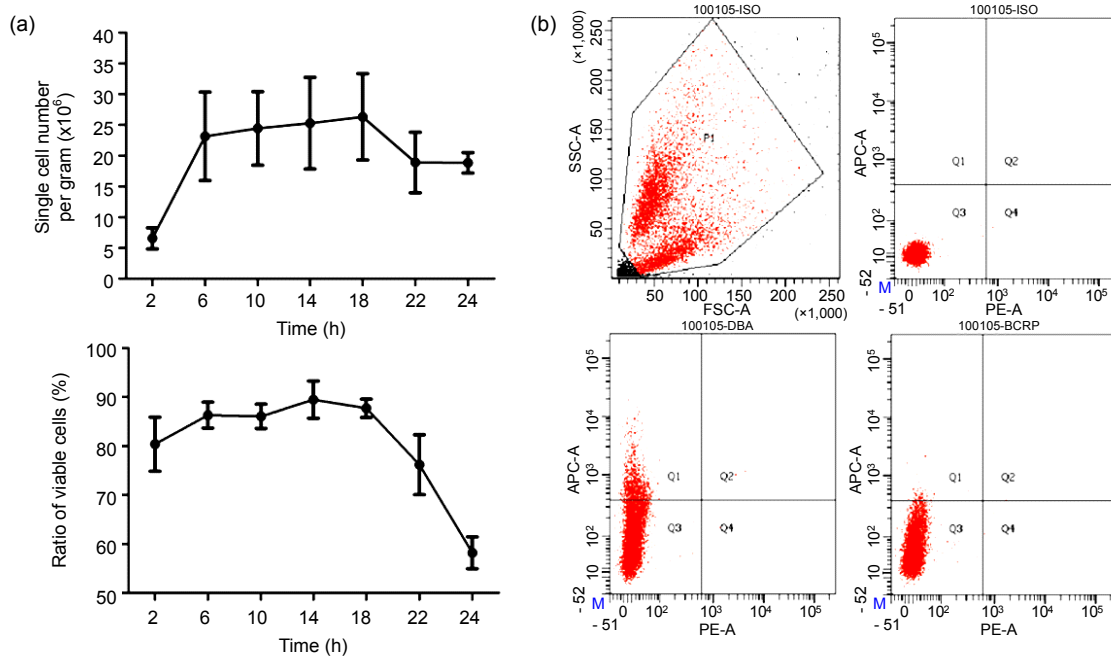 (a)
Single cell number
per gram (x10⁶)
40
35
30
25
20
15
10
5
0
2 6 10 14 18 22 24
Time (h)
Ratio of viable cells (%)
100
90
80
70
60
50
2 6 10 14 18 22 24
Time (h)
(b)
100105-ISO
(×1,000)
SSC-A
250
200
150
100
50
P1
50 100 150 200 250
FSC-A
(×1,000)
100105-ISO
APC-A
10⁵
10⁴
10³
10²
10
- 52
M
Q1 Q2
Q3 Q4
- 51
0 10² 10³ 10⁴ 10⁵
PE-A
100105-DBA
APC-A
10⁵
10⁴
10³
10²
10
- 52
M
Q1 Q2
Q3 Q4
- 51
0 10² 10³ 10⁴ 10⁵
PE-A
100105-BCRP
APC-A
10⁵
10⁴
10³
10²
10
- 52
M
Q1 Q2
Q3 Q4
- 51
0 10² 10³ 10⁴ 10⁵
PE-A